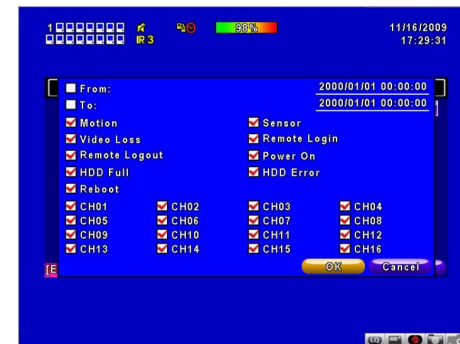 1
IR 3
98%
11/16/2009
17:29:31
From: 2000/01/01 00:00:00
To: 2000/01/01 00:00:00
Motion Sensor
Video Loss Remote Login
Remote Logout Power On
HDD Full HDD Error
Reboot
CH01 CH02 CH03 CH04
CH05 CH06 CH07 CH08
CH09 CH10 CH11 CH12
CH13 CH14 CH15 CH16
[E OK Cancel